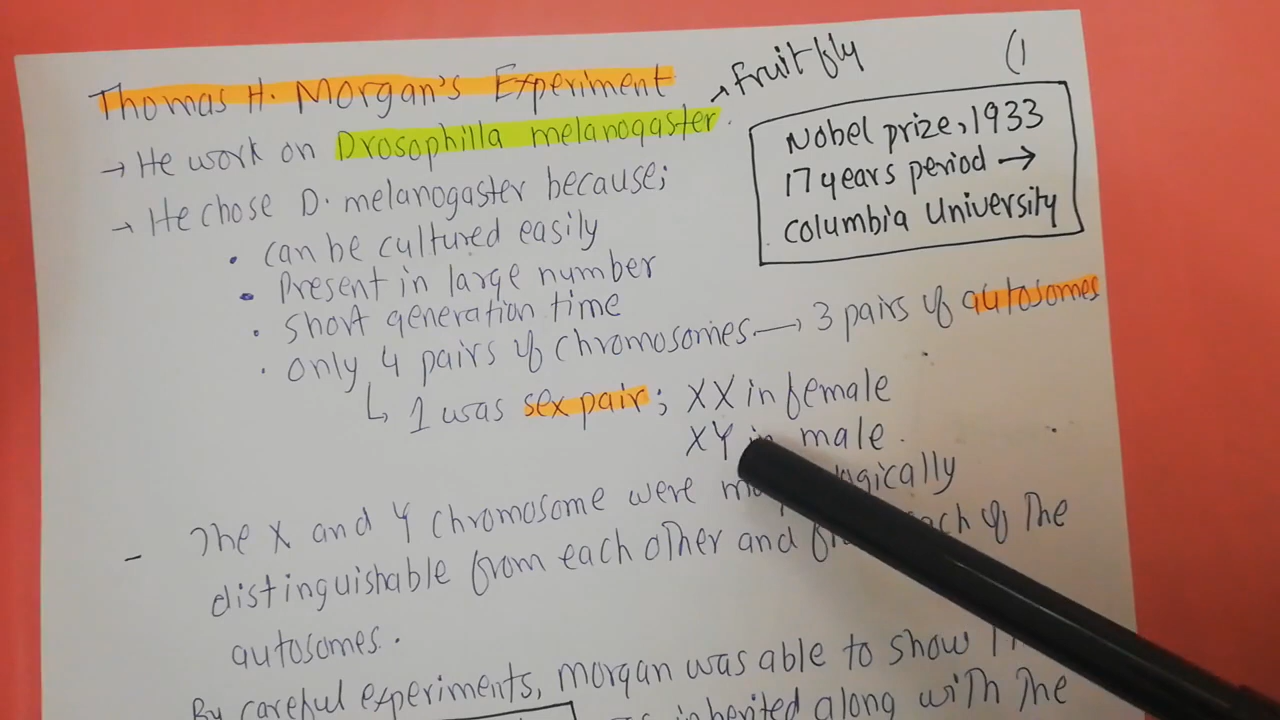 Thomas H. Morgan's Experiment
→ Fruit fly
(1
→ He work on Drosophilla melanogaster.
Nobel prize, 1933
17 years period →
Columbia University
→ He chose D. melanogaster because;
• can be cultured easily
• Present in large number
• short generation time
• only 4 pairs of chromosomes → 3 pairs of autosomes
↳ 1 was sex pair; XX in female
XY in male.
- The X and Y chromosome were
distinguishable from each other and each of The
autosomes.
By careful experiments, Morgan was able to show
inherited along with The